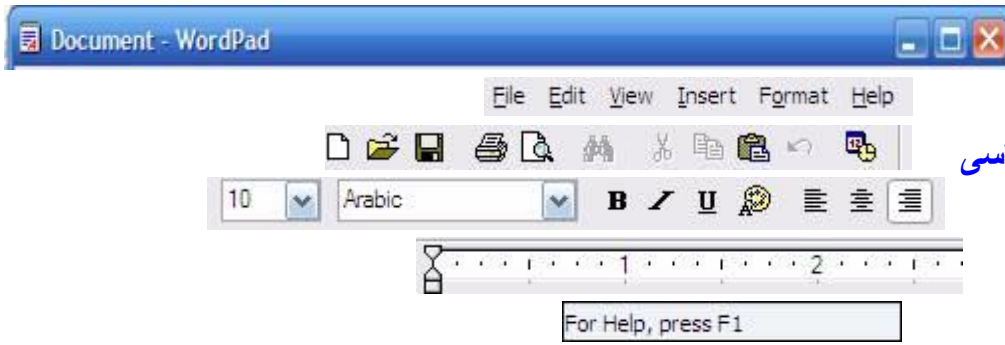 Document - WordPad
File Edit View Insert Format Help
10 Arabic B I U
1 2
For Help, press F1